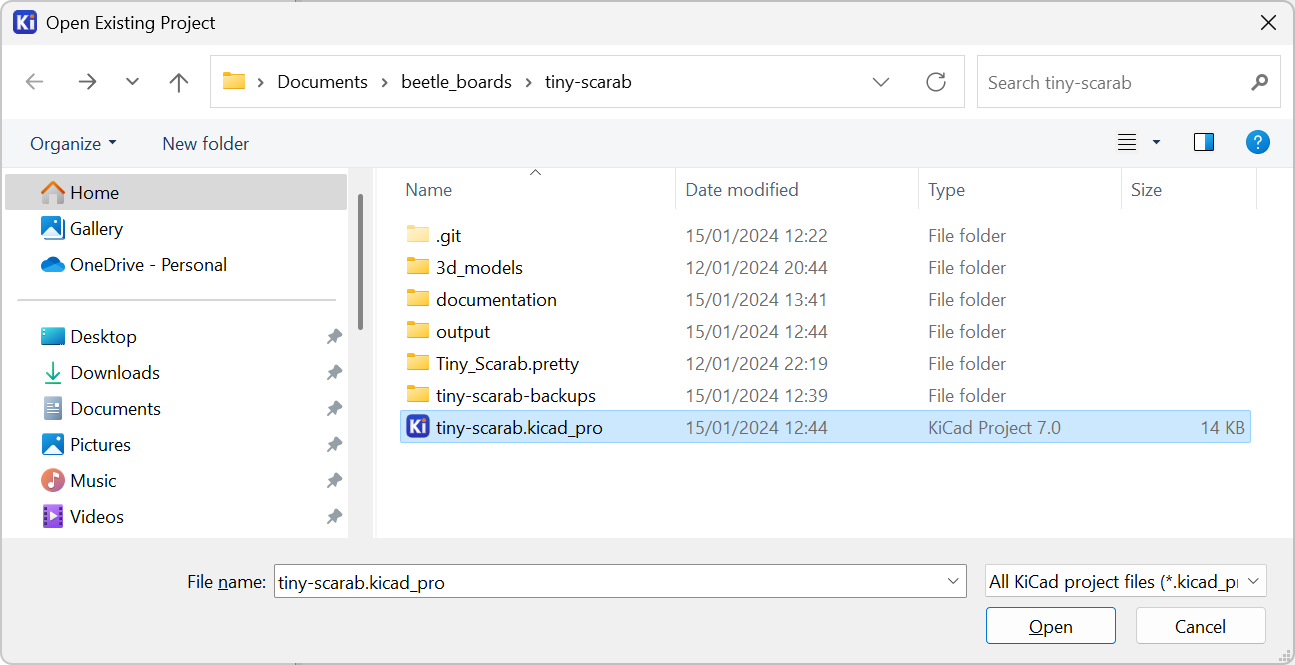 Ki Open Existing Project
Documents beetle_boards tiny-scarab Search tiny-scarab
Organize New folder ?
Home
Gallery
OneDrive - Personal
Desktop
Downloads
Documents
Pictures
Music
Videos
Name Date modified Type Size
.git 15/01/2024 12:22 File folder
3d_models 12/01/2024 20:44 File folder
documentation 15/01/2024 13:41 File folder
output 15/01/2024 12:44 File folder
Tiny_Scarab.pretty 12/01/2024 22:19 File folder
tiny-scarab-backups 15/01/2024 12:39 File folder
Ki tiny-scarab.kicad_pro 15/01/2024 12:44 KiCad Project 7.0 14 KB
File name: tiny-scarab.kicad_pro All KiCad project files (*.kicad_pr
Open Cancel